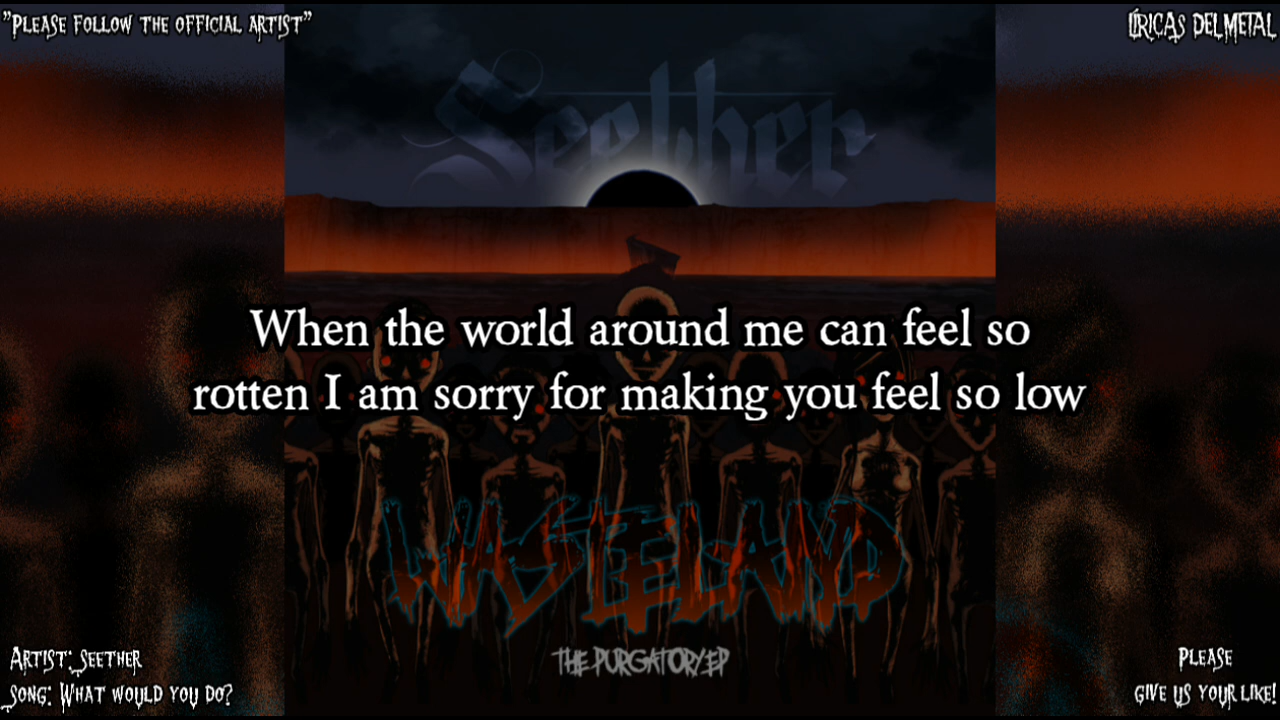 "PLEASE FOLLOW THE OFFICIAL ARTIST"
LÍRICAS DEL METAL
Seether
When the world around me can feel so
rotten I am sorry for making you feel so low
WASTELAND
THE PURGATORY EP
ARTIST: SEETHER
SONG: WHAT WOULD YOU DO?
PLEASE
GIVE US YOUR LIKE!